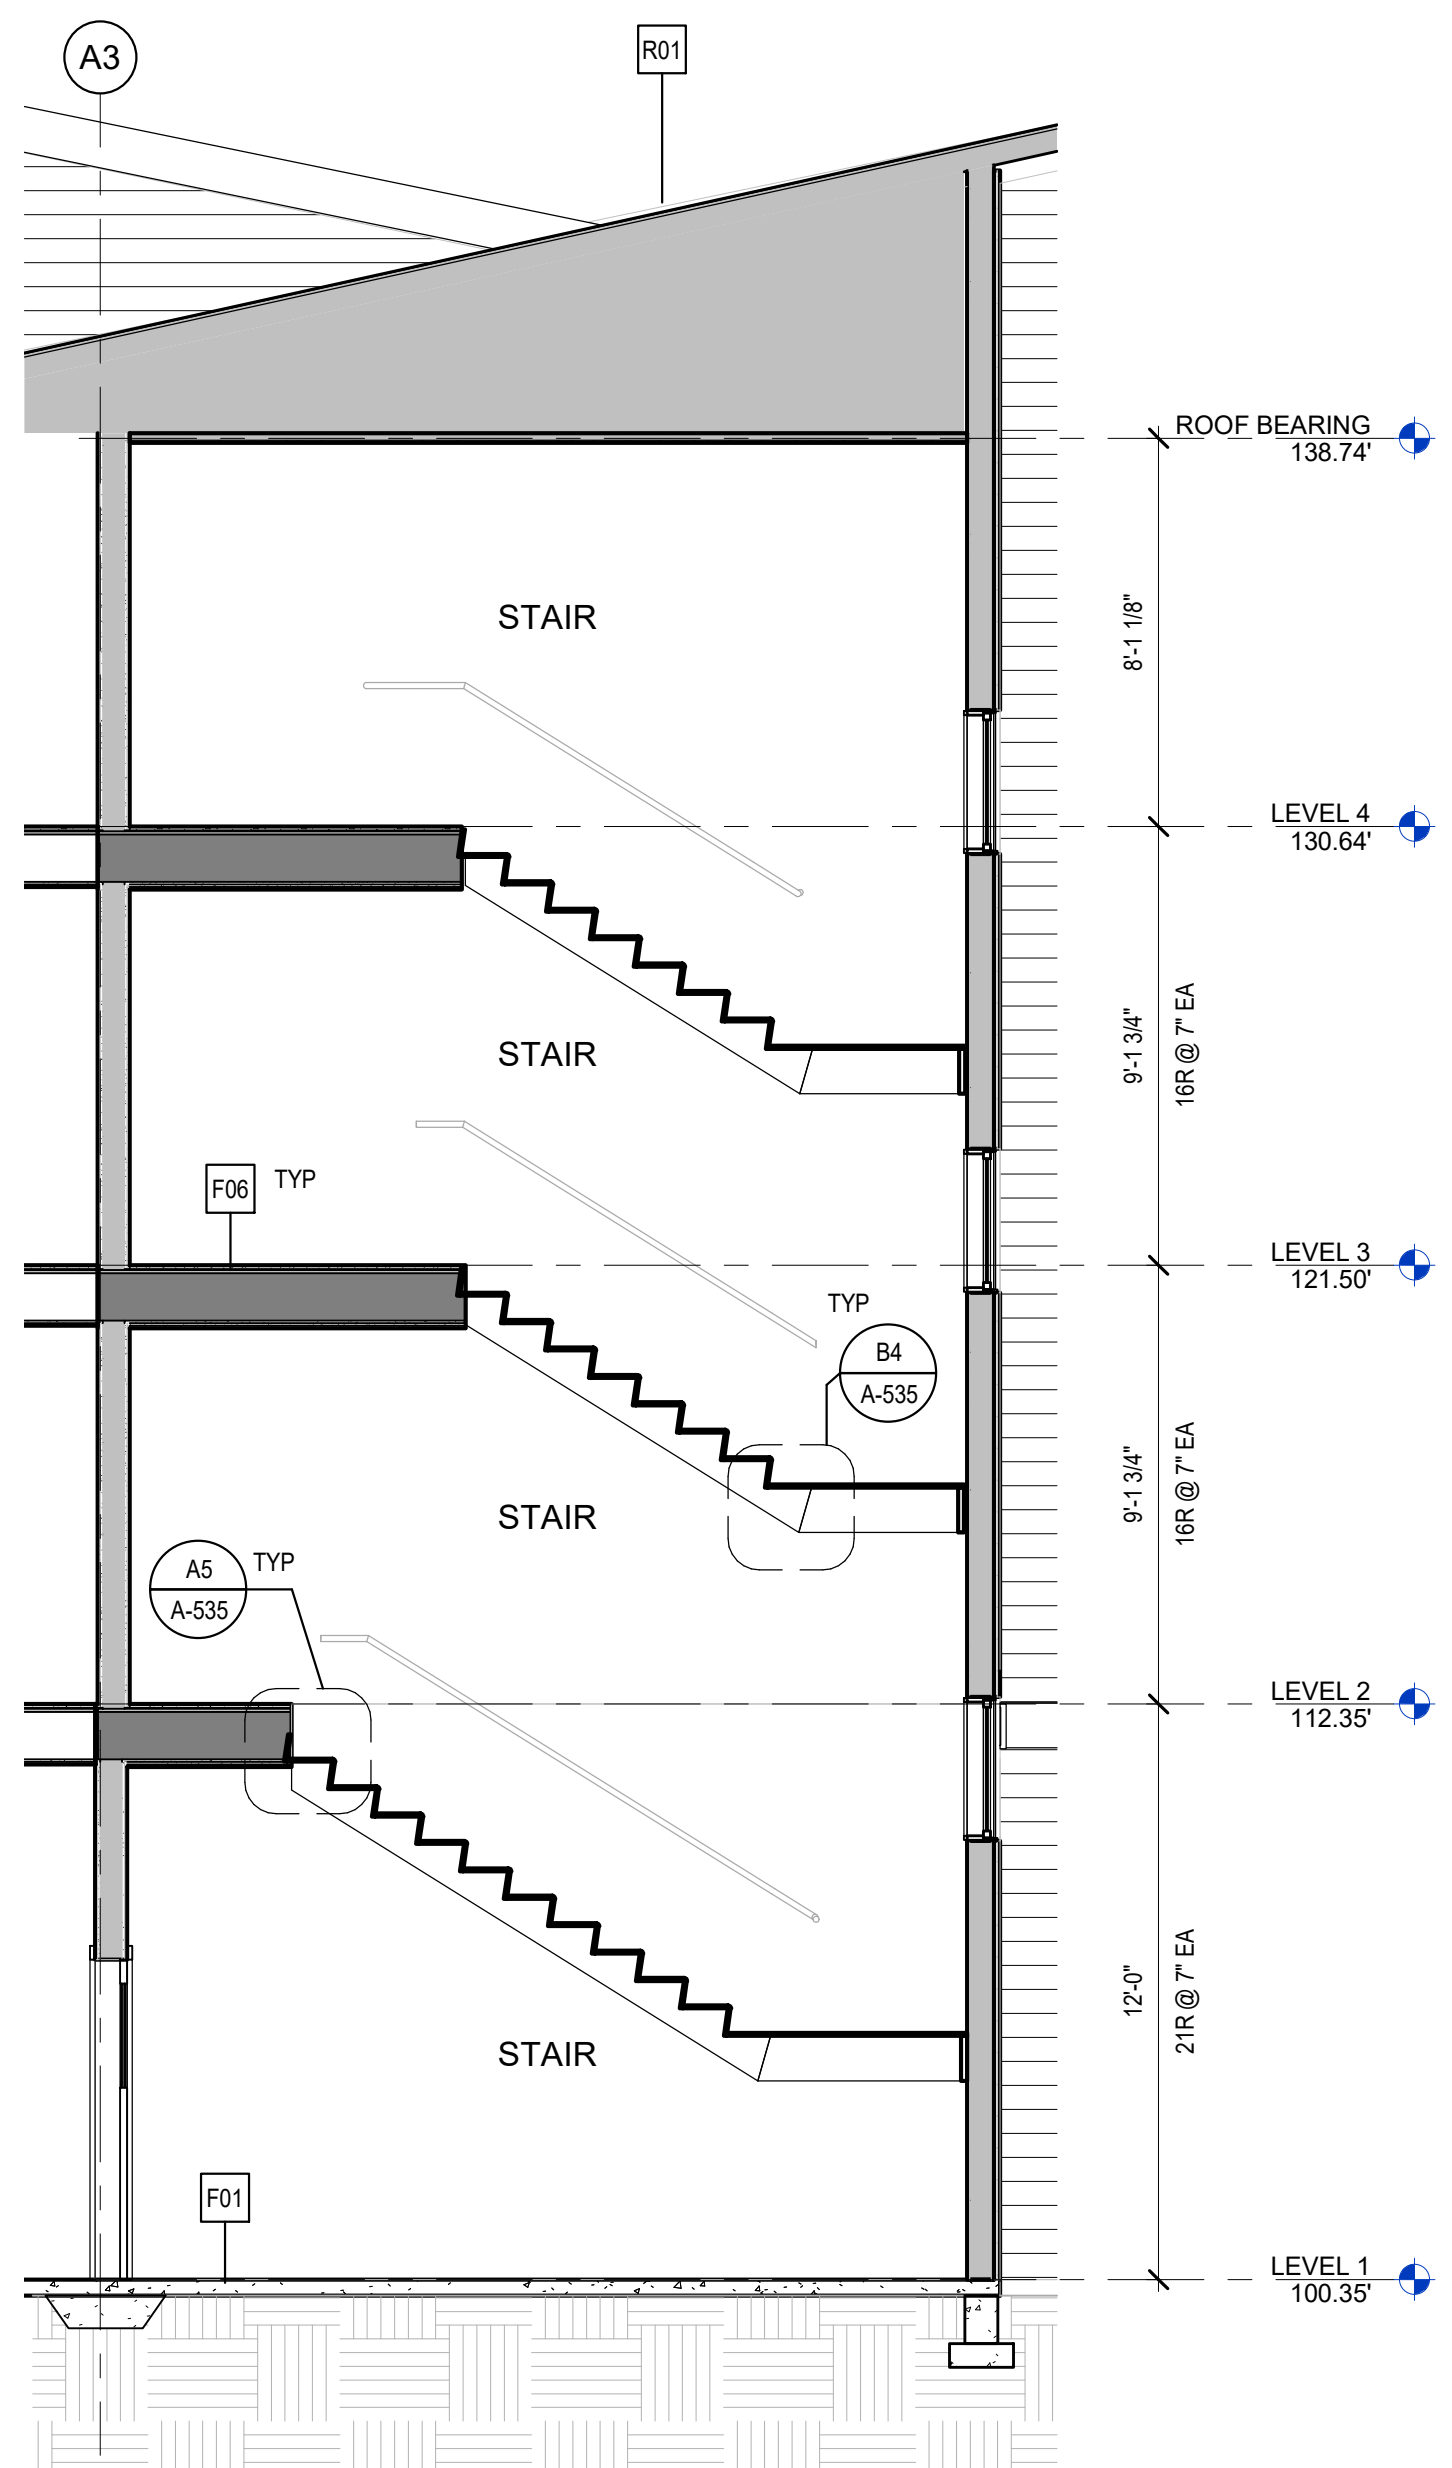 A3
R01
ROOF BEARING
138.74'
8'-1 1/8"
STAIR
LEVEL 4
130.64'
9'-1 3/4"
16R @ 7" EA
STAIR
F06
TYP
LEVEL 3
121.50'
TYP
B4
A-535
9'-1 3/4"
16R @ 7" EA
STAIR
A5
A-535
TYP
LEVEL 2
112.35'
12'-0"
21R @ 7" EA
STAIR
F01
LEVEL 1
100.35'